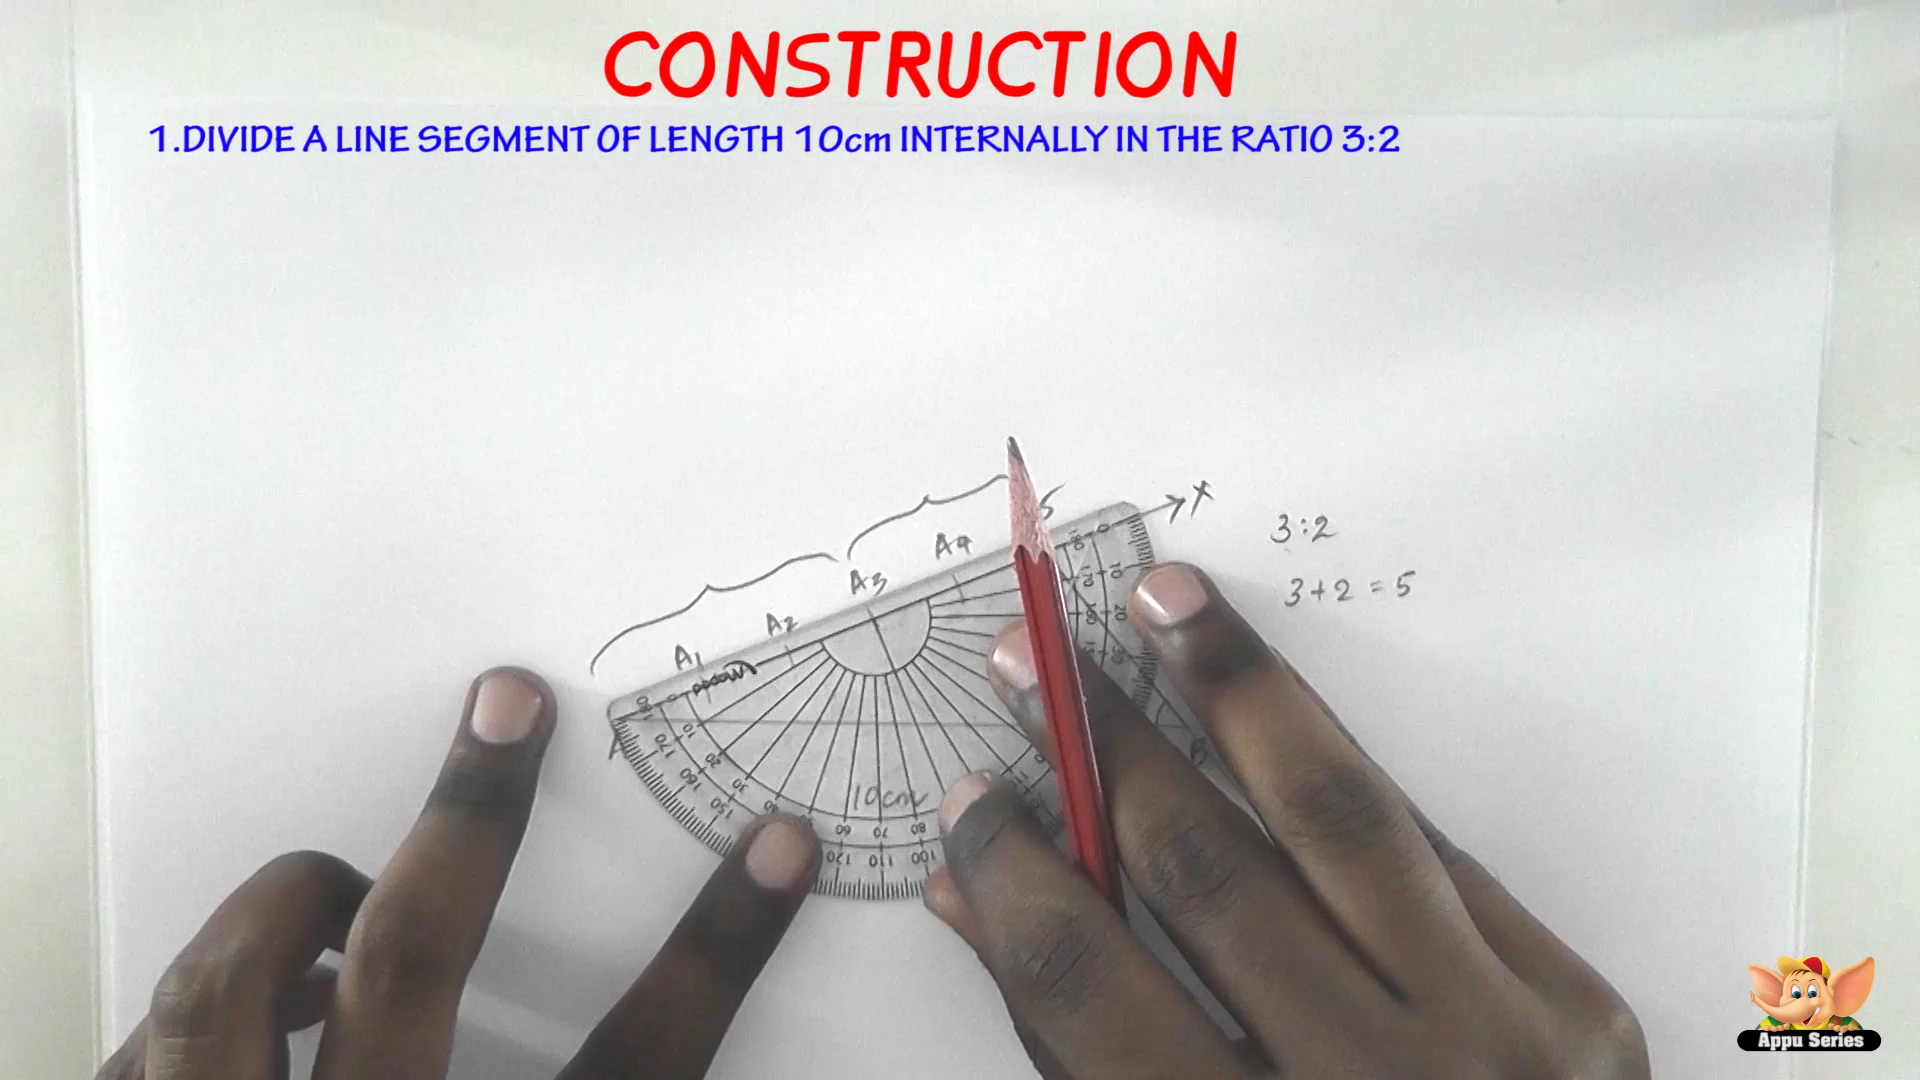 CONSTRUCTION
1.DIVIDE A LINE SEGMENT OF LENGTH 10cm INTERNALLY IN THE RATIO 3:2
X
3:2
5
A4
A3
3+2=5
A2
A1
A
B
10cm
Appu Series